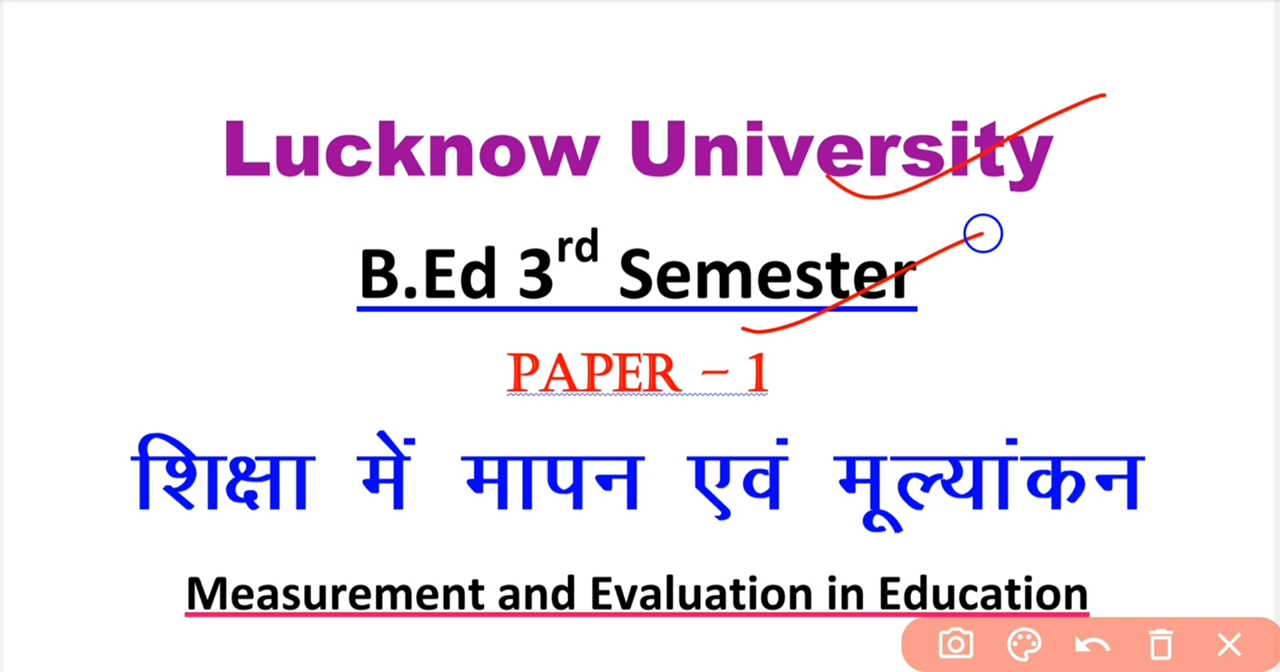 Lucknow University
B.Ed 3rd Semester
PAPER – 1
शिक्षा में मापन एवं मूल्यांकन
Measurement and Evaluation in Education